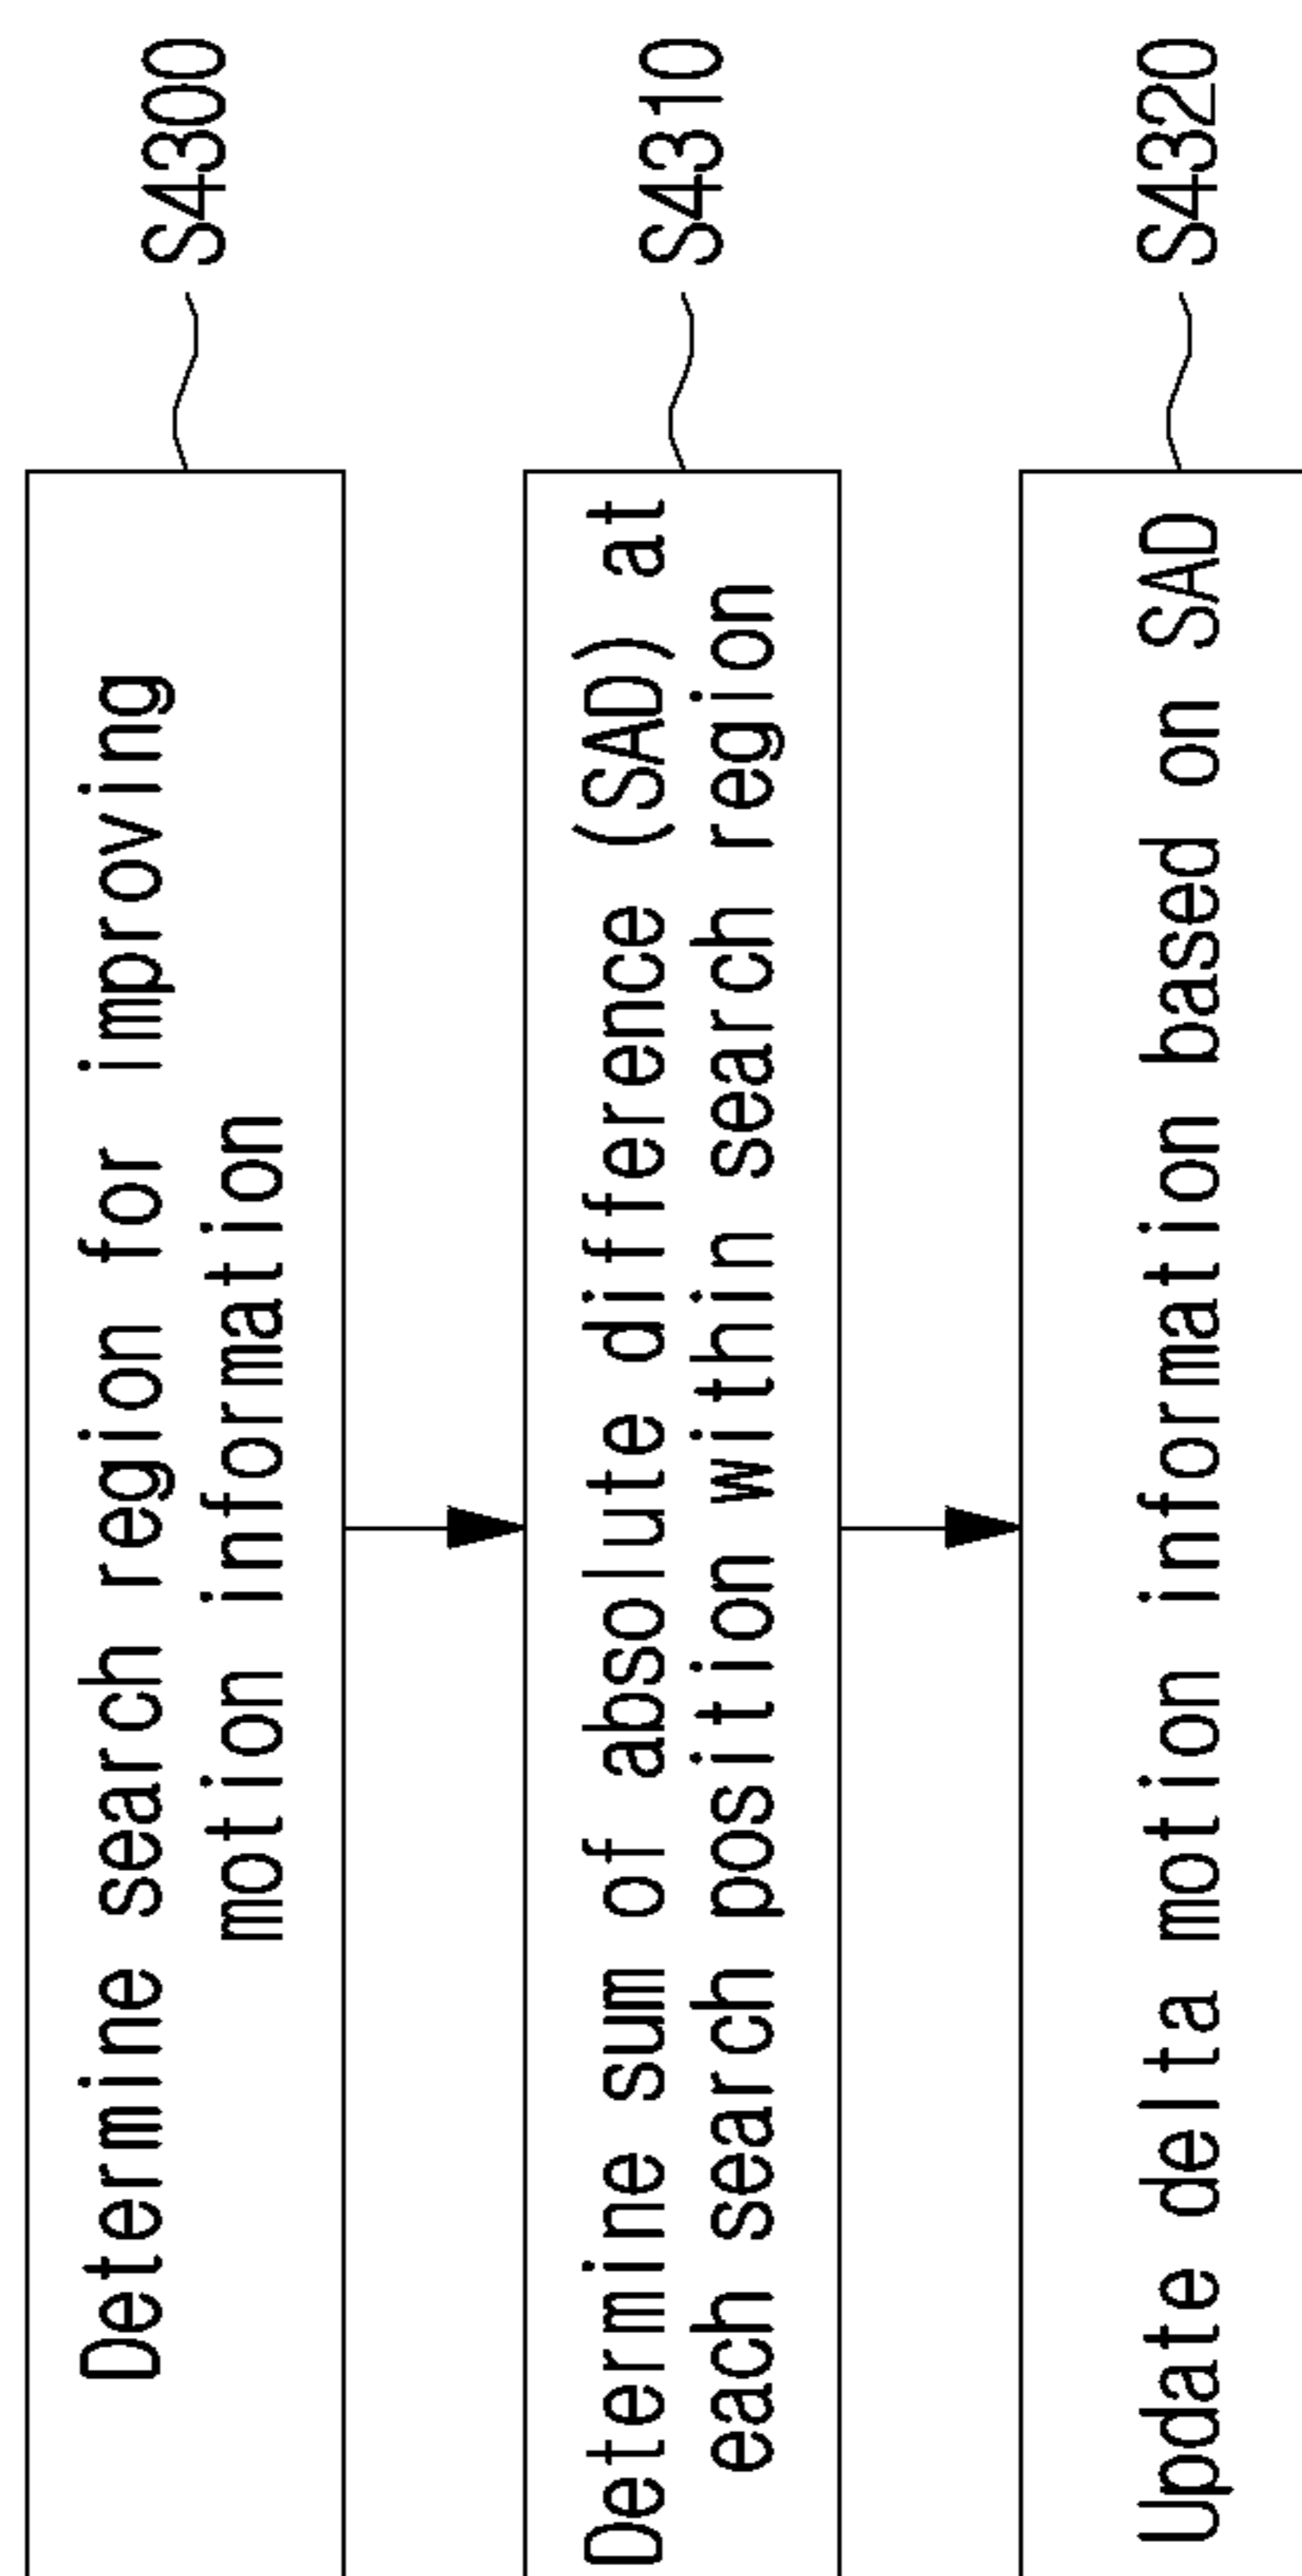 Determine search region for improving
motion information
S4300
Determine sum of absolute difference (SAD) at
each search position within search region
S4310
Update delta motion information based on SAD
S4320